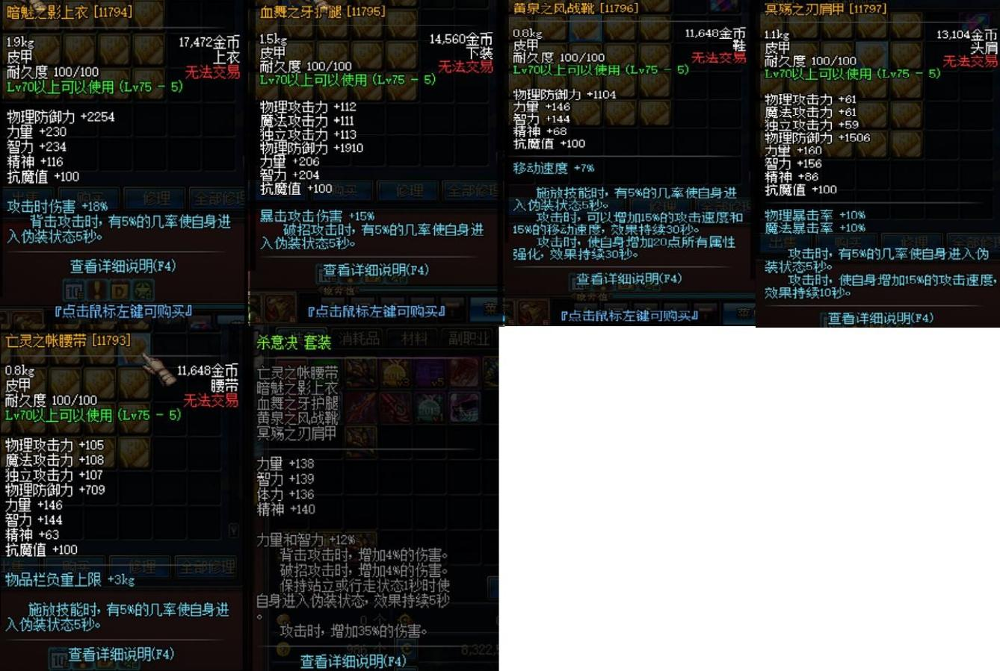 暗魅之影上衣 [11794]
1.9kg
17,472金币
皮甲
上衣
耐久度 100/100
无法交易
Lv70以上可以使用 (Lv75 - 5)
物理防御力 +2254
力量 +230
智力 +234
精神 +116
抗魔值 +100
攻击时伤害 +18%
背击攻击时, 有5%的几率使自身进
入伪装状态5秒。
查看详细说明(F4)
『点击鼠标左键可购买』
血舞之牙护腿 [11795]
1.5kg
14,560金币
皮甲
下装
耐久度 100/100
无法交易
Lv70以上可以使用 (Lv75 - 5)
物理攻击力 +112
魔法攻击力 +111
独立攻击力 +113
物理防御力 +1910
力量 +206
智力 +204
抗魔值 +100
暴击攻击伤害 +15%
破招攻击时, 有5%的几率使自身进
入伪装状态5秒。
查看详细说明(F4)
『点击鼠标左键可购买』
黄泉之风战靴 [11796]
0.8kg
11,648金币
皮甲
鞋
耐久度 100/100
无法交易
Lv70以上可以使用 (Lv75 - 5)
物理防御力 +1104
力量 +146
智力 +144
精神 +68
抗魔值 +100
移动速度 +7%
施放技能时, 有5%的几率使自身进
入伪装状态5秒。
攻击时, 可以增加15%的攻击速度和
15%的移动速度, 效果持续30秒。
攻击时, 使自身增加20点所有属性
强化, 效果持续30秒。
查看详细说明(F4)
『点击鼠标左键可购买』
冥殇之刃肩甲 [11797]
1.1kg
13,104金币
皮甲
头肩
耐久度 100/100
无法交易
Lv70以上可以使用 (Lv75 - 5)
物理攻击力 +61
魔法攻击力 +61
独立攻击力 +59
物理防御力 +1506
力量 +160
智力 +156
精神 +86
抗魔值 +100
物理暴击率 +10%
魔法暴击率 +10%
攻击时, 有5%的几率使自身进入伪
装状态5秒。
攻击时, 使自身增加15%的攻击速度,
效果持续10秒。
查看详细说明(F4)
亡灵之帐腰带 [11793]
0.8kg
11,648金币
皮甲
腰带
耐久度 100/100
无法交易
Lv70以上可以使用 (Lv75 - 5)
物理攻击力 +105
魔法攻击力 +108
独立攻击力 +107
物理防御力 +709
力量 +146
智力 +144
精神 +63
抗魔值 +100
物品栏负重上限 +3kg
施放技能时, 有5%的几率使自身进
入伪装状态5秒。
查看详细说明(F4)
杀意决 套装
消耗品 材料 副职业
亡灵之帐腰带
暗魅之影上衣
血舞之牙护腿
黄泉之风战靴
冥殇之刃肩甲
力量 +138
智力 +139
体力 +136
精神 +140
力量和智力 +12%
背击攻击时, 增加4%的伤害。
破招攻击时, 增加4%的伤害。
保持站立或行走状态1秒时使
自身进入伪装状态, 效果持续5秒
。
攻击时, 增加35%的伤害。
查看详细说明(F4)